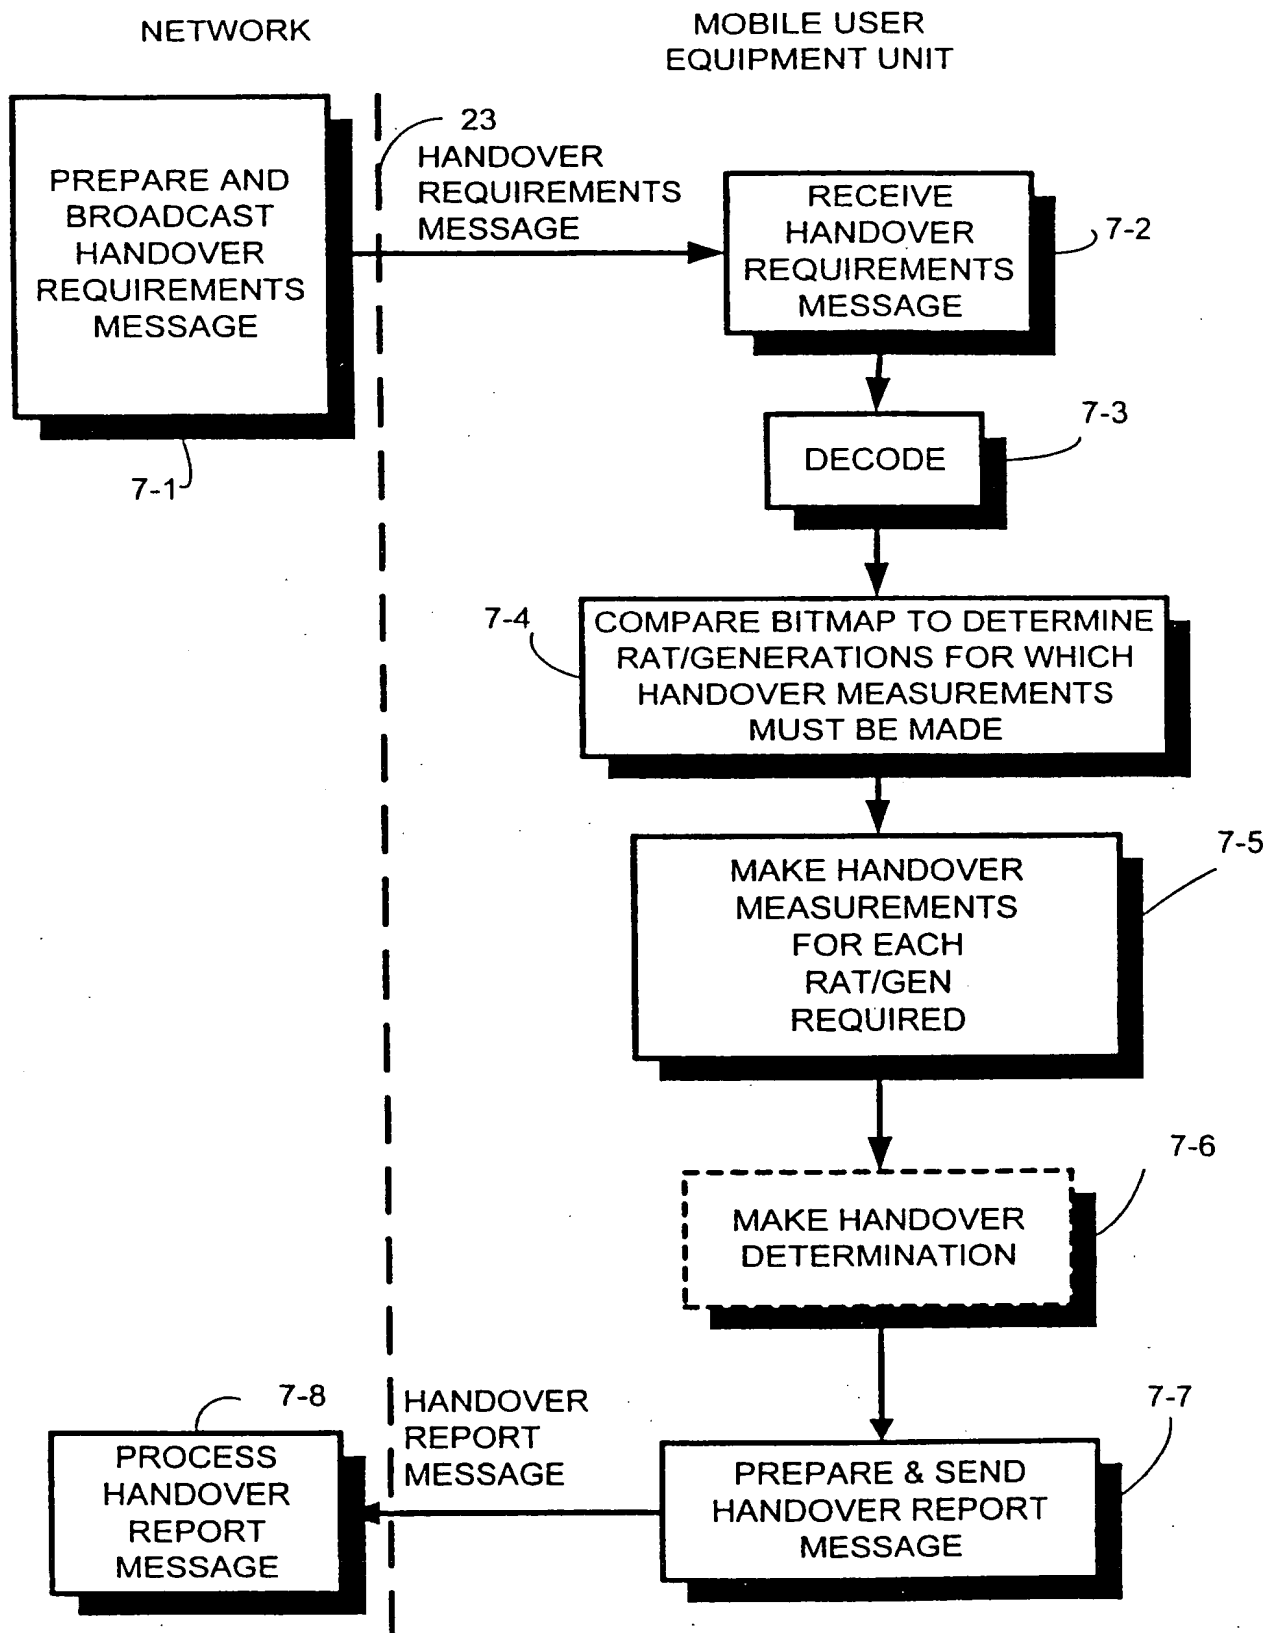 NETWORK
MOBILE USER
EQUIPMENT UNIT
PREPARE AND
BROADCAST
HANDOVER
REQUIREMENTS
MESSAGE
7-1
23
HANDOVER
REQUIREMENTS
MESSAGE
RECEIVE
HANDOVER
REQUIREMENTS
MESSAGE
7-2
DECODE
7-3
7-4
COMPARE BITMAP TO DETERMINE
RAT/GENERATIONS FOR WHICH
HANDOVER MEASUREMENTS
MUST BE MADE
MAKE HANDOVER
MEASUREMENTS
FOR EACH
RAT/GEN
REQUIRED
7-5
MAKE HANDOVER
DETERMINATION
7-6
PREPARE & SEND
HANDOVER REPORT
MESSAGE
7-7
HANDOVER
REPORT
MESSAGE
7-8
PROCESS
HANDOVER
REPORT
MESSAGE